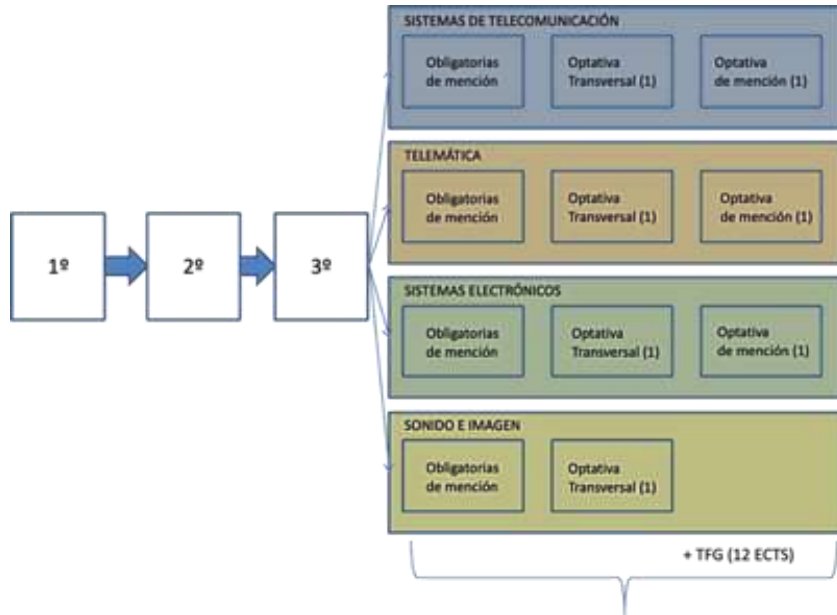 SISTEMAS DE TELECOMUNICACIÓN
Obligatorias
de mención
Optativa
Transversal (1)
Optativa
de mención (1)
TELEMÁTICA
Obligatorias
de mención
Optativa
Transversal (1)
Optativa
de mención (1)
1º
2º
3º
SISTEMAS ELECTRÓNICOS
Obligatorias
de mención
Optativa
Transversal (1)
Optativa
de mención (1)
SONIDO E IMAGEN
Obligatorias
de mención
Optativa
Transversal (1)
+ TFG (12 ECTS)